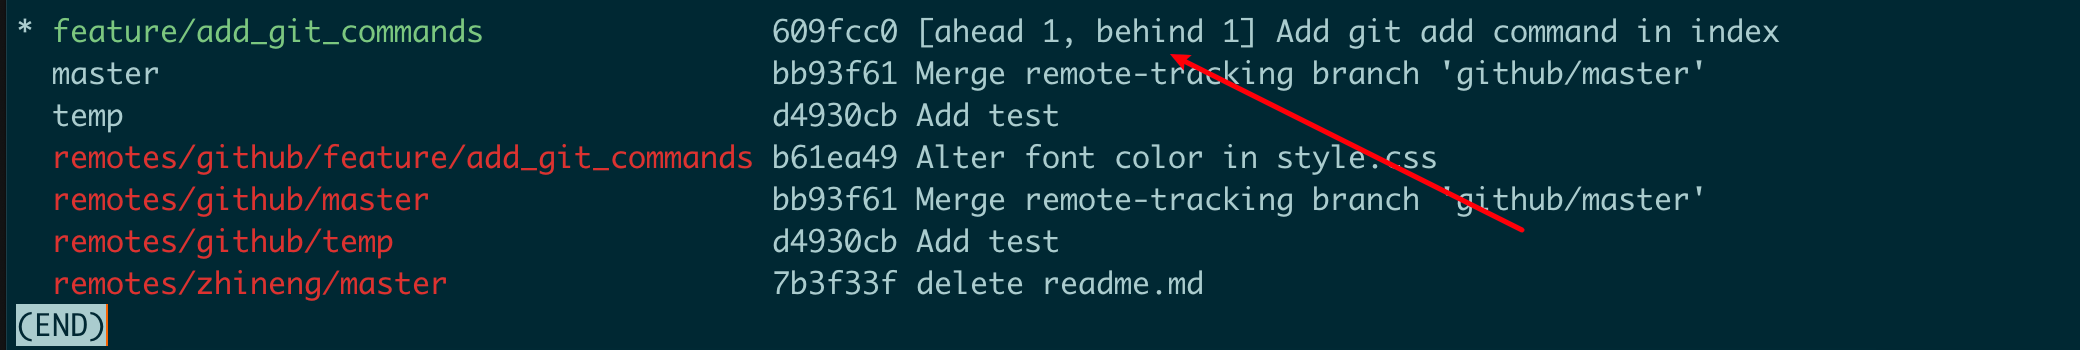 * feature/add_git_commands 609fcc0 [ahead 1, behind 1] Add git add command in index
master bb93f61 Merge remote-tracking branch 'github/master'
temp d4930cb Add test
remotes/github/feature/add_git_commands b61ea49 Alter font color in style.css
remotes/github/master bb93f61 Merge remote-tracking branch 'github/master'
remotes/github/temp d4930cb Add test
remotes/zhineng/master 7b3f33f delete readme.md
(END)